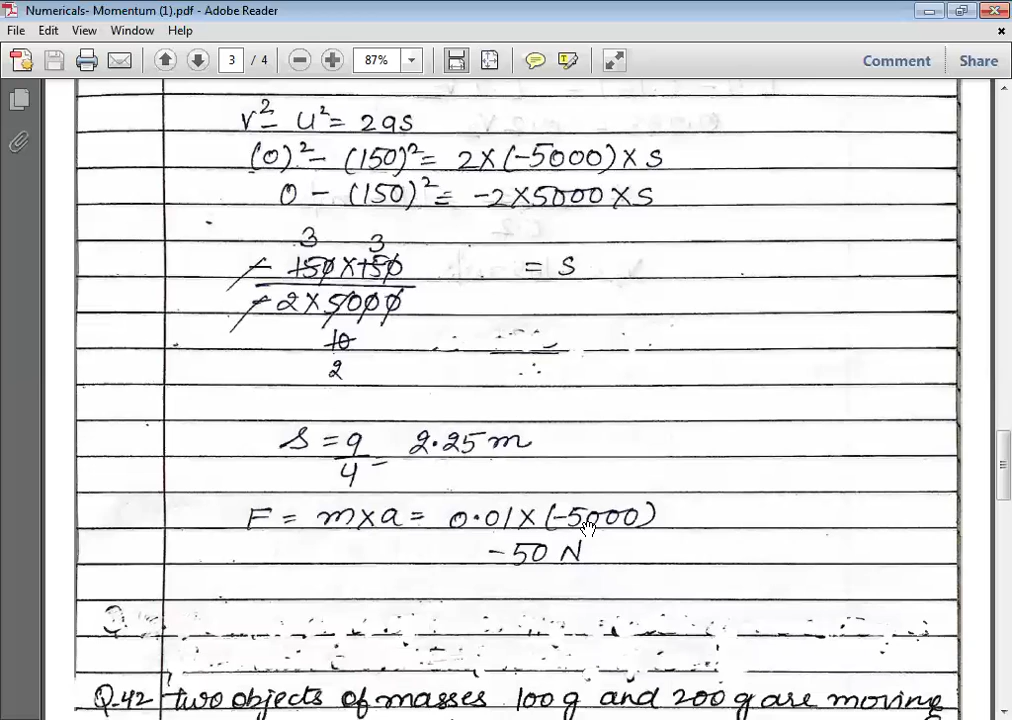 Numericals- Momentum (1).pdf - Adobe Reader
File Edit View Window Help
3 / 4 87% Comment Share
v² - u² = 2as
(0)² - (150)² = 2×(-5000)×S
0 - (150)² = -2×5000×S
3 3
- 150×150 = S
- 2×5000
10
2
S = 9/4 = 2.25 m
F = m×a = 0.01×(-5000)
-50 N
Q.42 two objects of masses 100g and 200g are moving